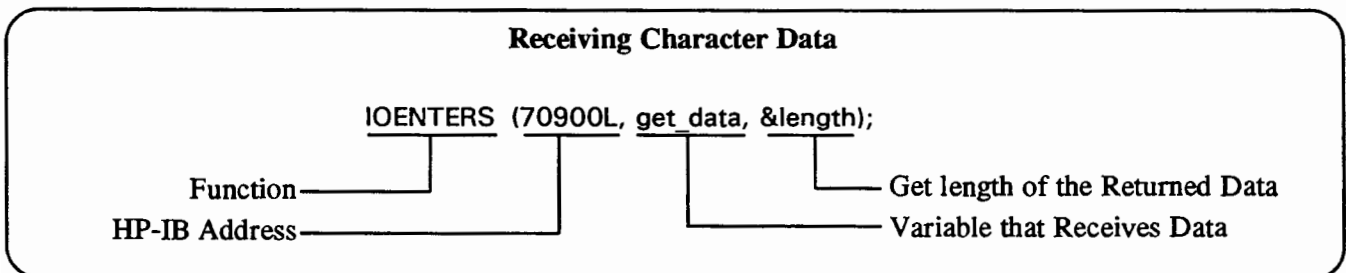 Receiving Character Data
IOENTERS (70900L, get_data, &length);
Function
Get length of the Returned Data
HP-IB Address
Variable that Receives Data